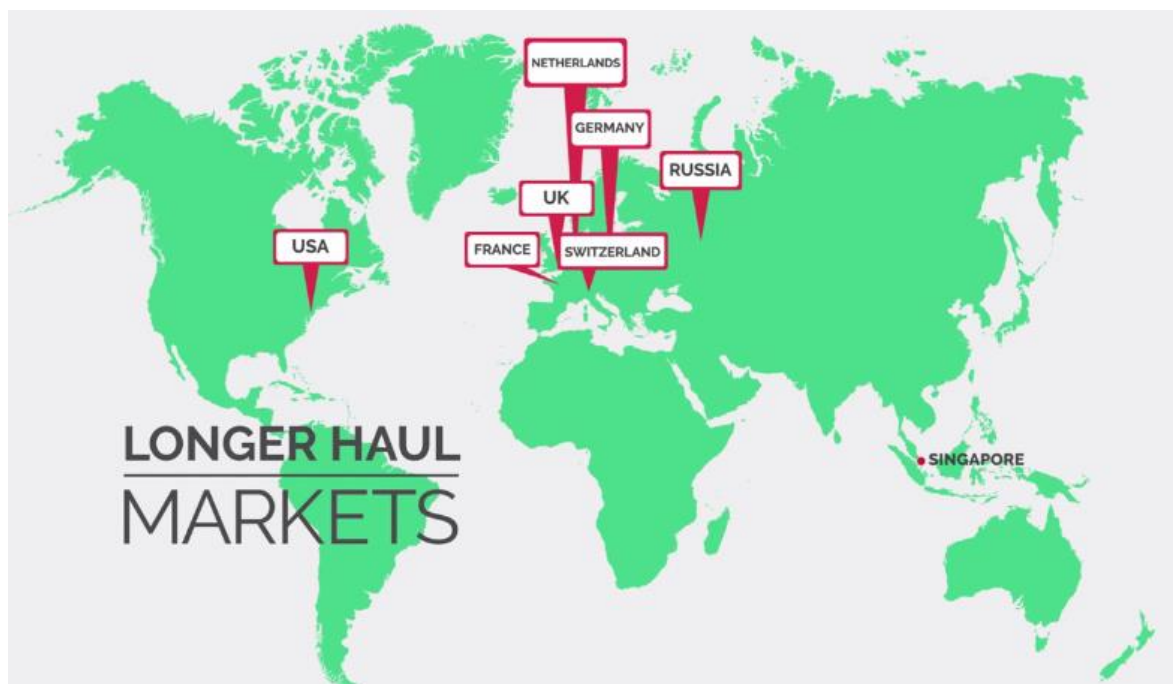 NETHERLANDS
GERMANY
RUSSIA
UK
USA
FRANCE
SWITZERLAND
LONGER HAUL
MARKETS
SINGAPORE